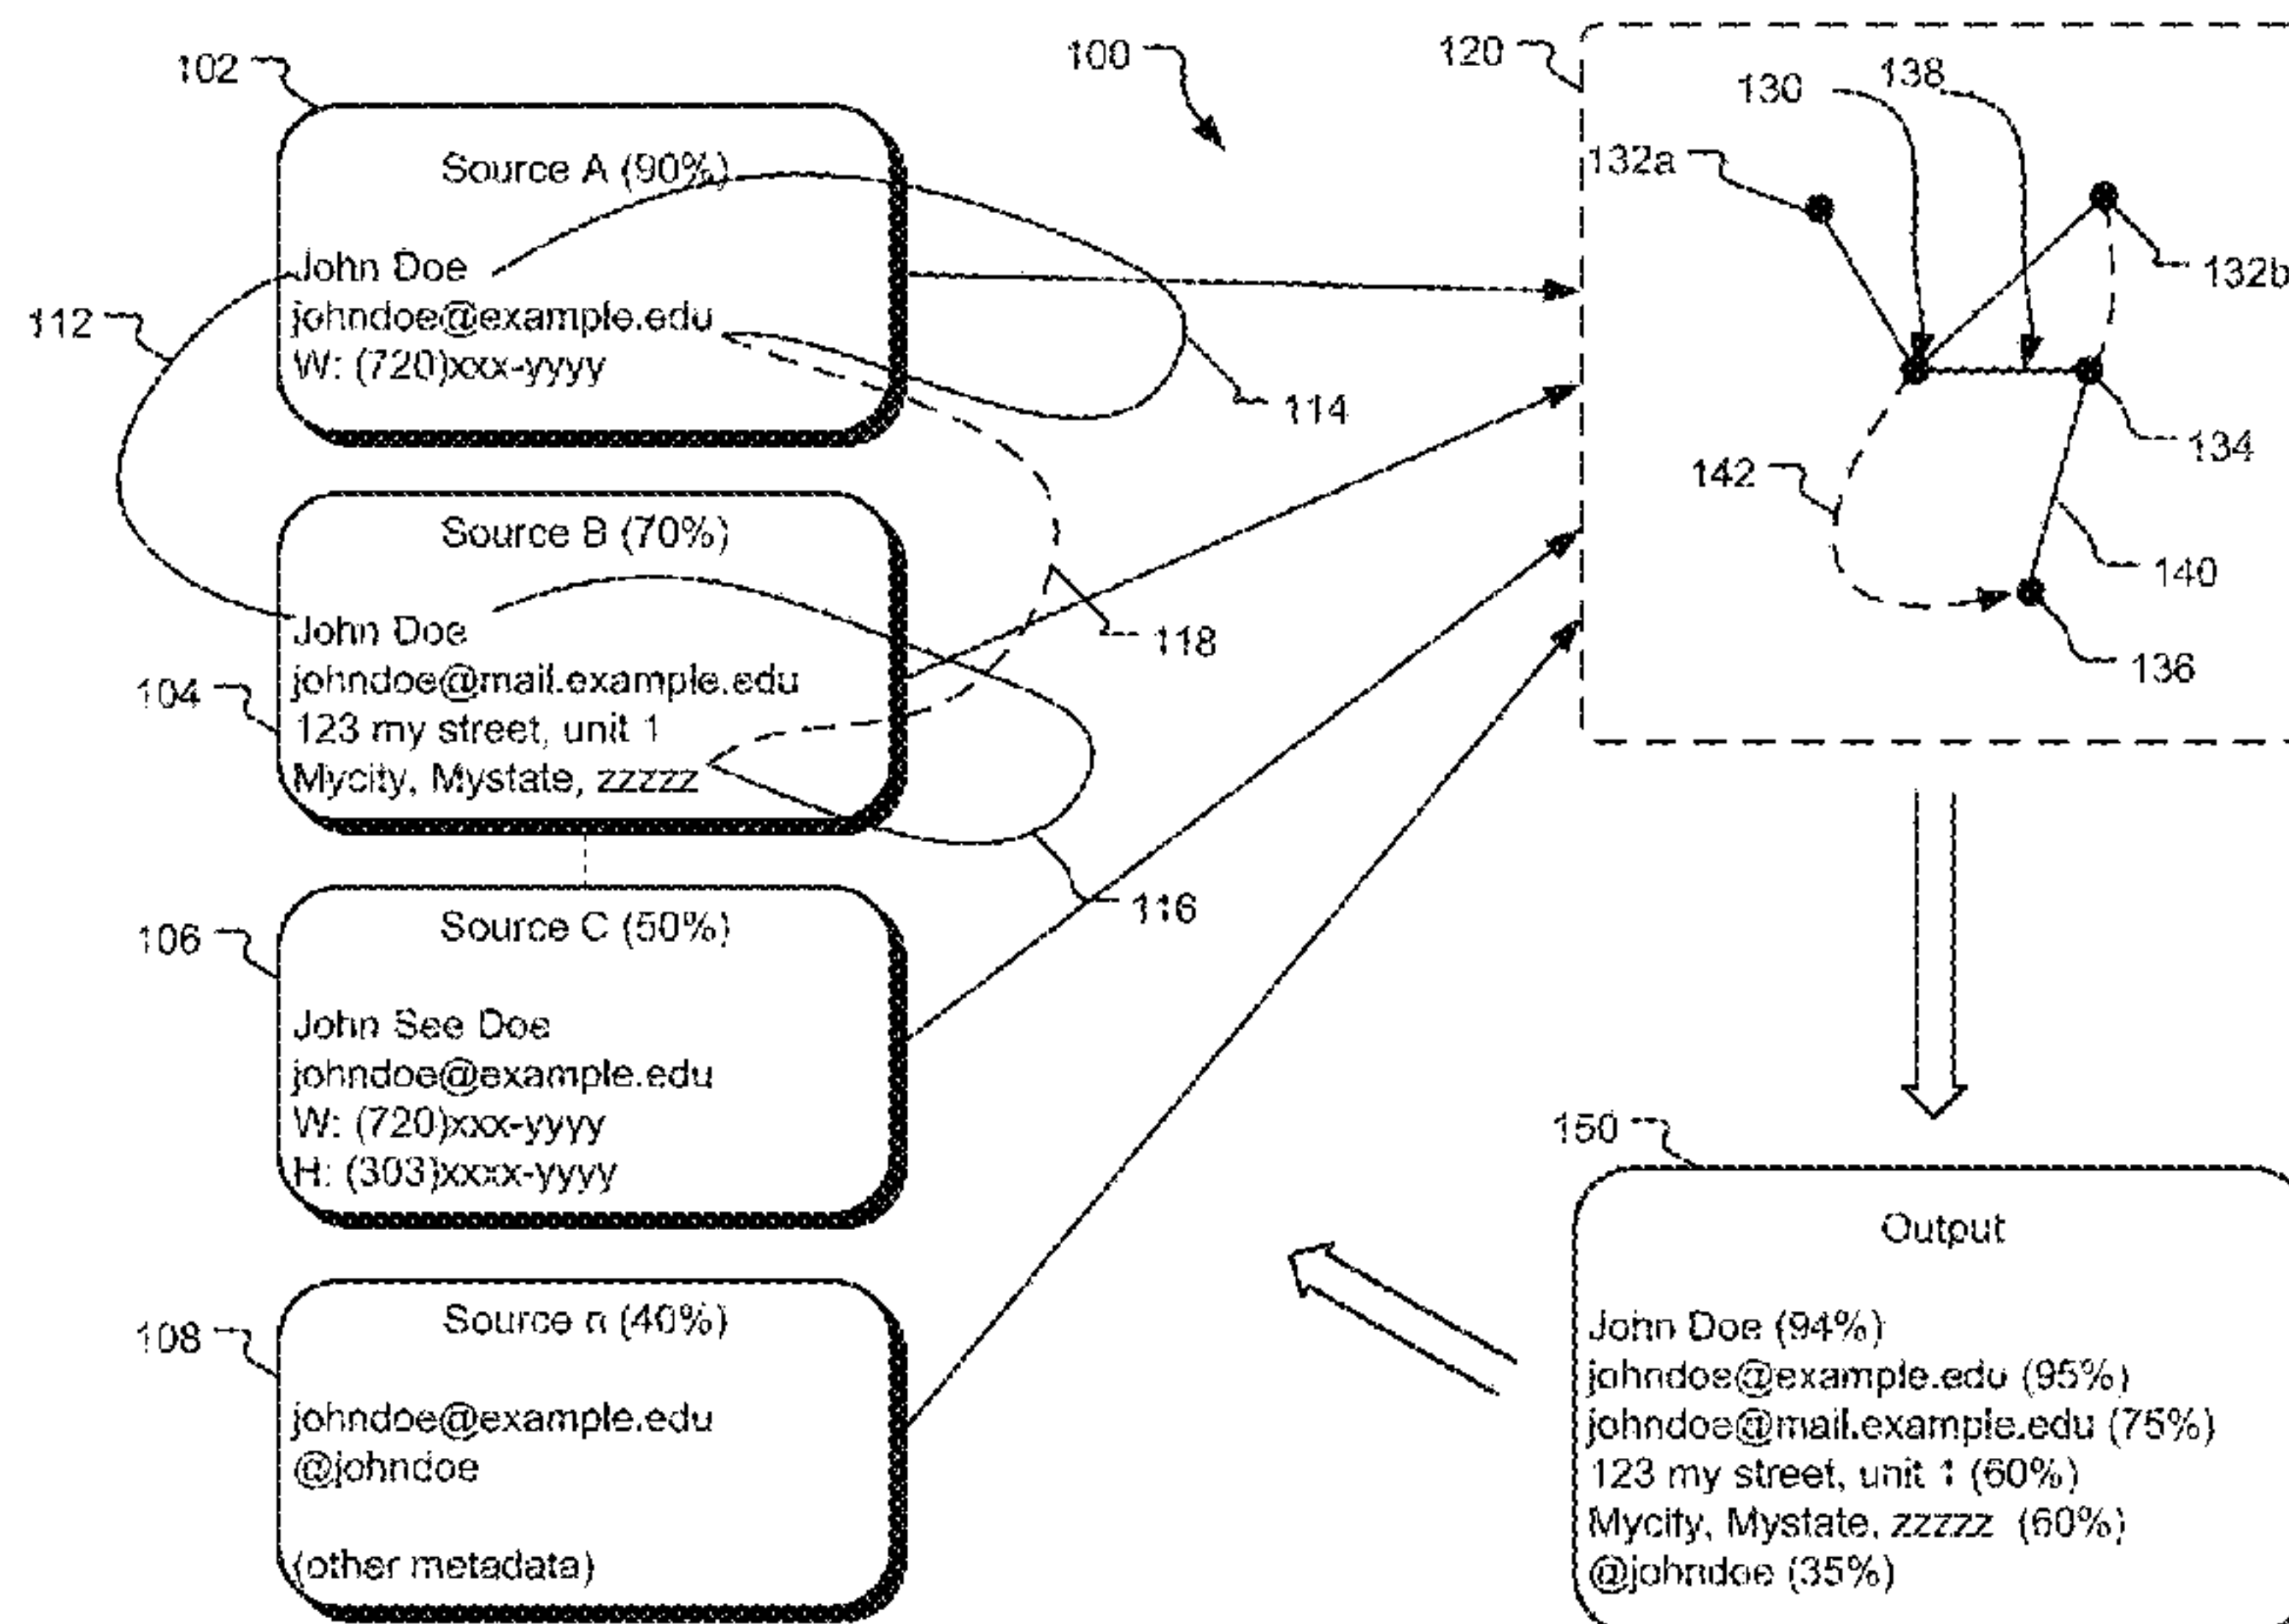 100
102
Source A (90%)
John Doe
johndoe@example.edu
W: (720)xxx-yyyy
112
114
Source B (70%)
John Doe
johndoe@mail.example.edu
123 my street, unit 1
Mycity, Mystate, zzzzz
104
118
116
Source C (50%)
106
John See Doe
johndoe@example.edu
W: (720)xxx-yyyy
H: (303)xxxx-yyyy
Source n (40%)
108
johndoe@example.edu
@johndoe
(other metadata)
120
130
138
132a
132b
134
142
140
136
150
Output
John Doe (94%)
johndoe@example.edu (95%)
johndoe@mail.example.edu (75%)
123 my street, unit 1 (60%)
Mycity, Mystate, zzzzz (60%)
@johndoe (35%)